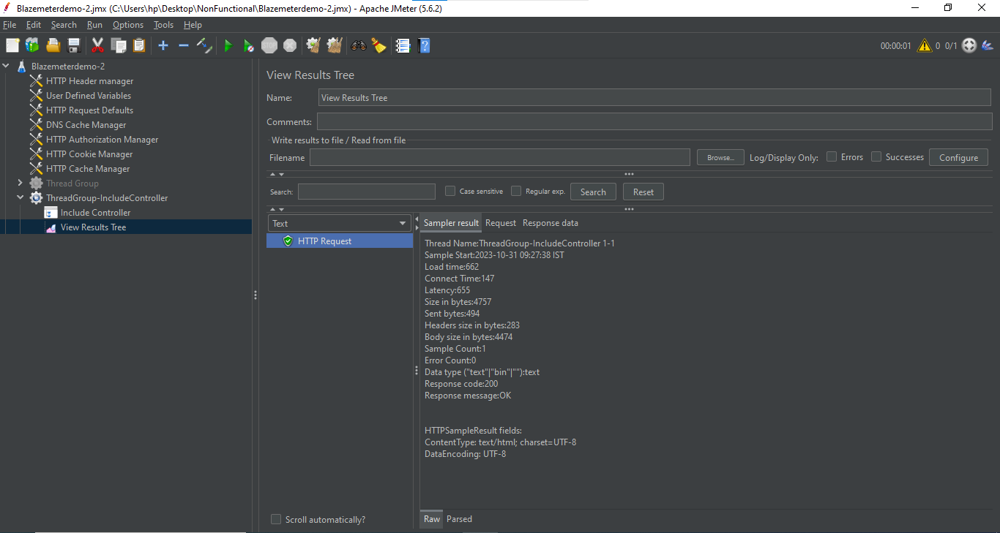 Blazemeterdemo-2.jmx (C:\Users\hp\Desktop\NonFunctional\Blazemeterdemo-2.jmx) - Apache JMeter (5.6.2)
File Edit Search Run Options Tools Help
STOP 00:00:01 0 0/1
Blazemeterdemo-2
HTTP Header manager
User Defined Variables
HTTP Request Defaults
DNS Cache Manager
HTTP Authorization Manager
HTTP Cookie Manager
HTTP Cache Manager
Thread Group
ThreadGroup-IncludeController
Include Controller
View Results Tree
View Results Tree
Name: View Results Tree
Comments:
Write results to file / Read from file
Filename Browse... Log/Display Only: Errors Successes Configure
Search: Case sensitive Regular exp. Search Reset
Text
HTTP Request
Scroll automatically?
Sampler result Request Response data
Thread Name:ThreadGroup-IncludeController 1-1
Sample Start:2023-10-31 09:27:38 IST
Load time:662
Connect Time:147
Latency:655
Size in bytes:4757
Sent bytes:494
Headers size in bytes:283
Body size in bytes:4474
Sample Count:1
Error Count:0
Data type ("text"|"bin"|""):text
Response code:200
Response message:OK
HTTPSampleResult fields:
ContentType: text/html; charset=UTF-8
DataEncoding: UTF-8
Raw Parsed